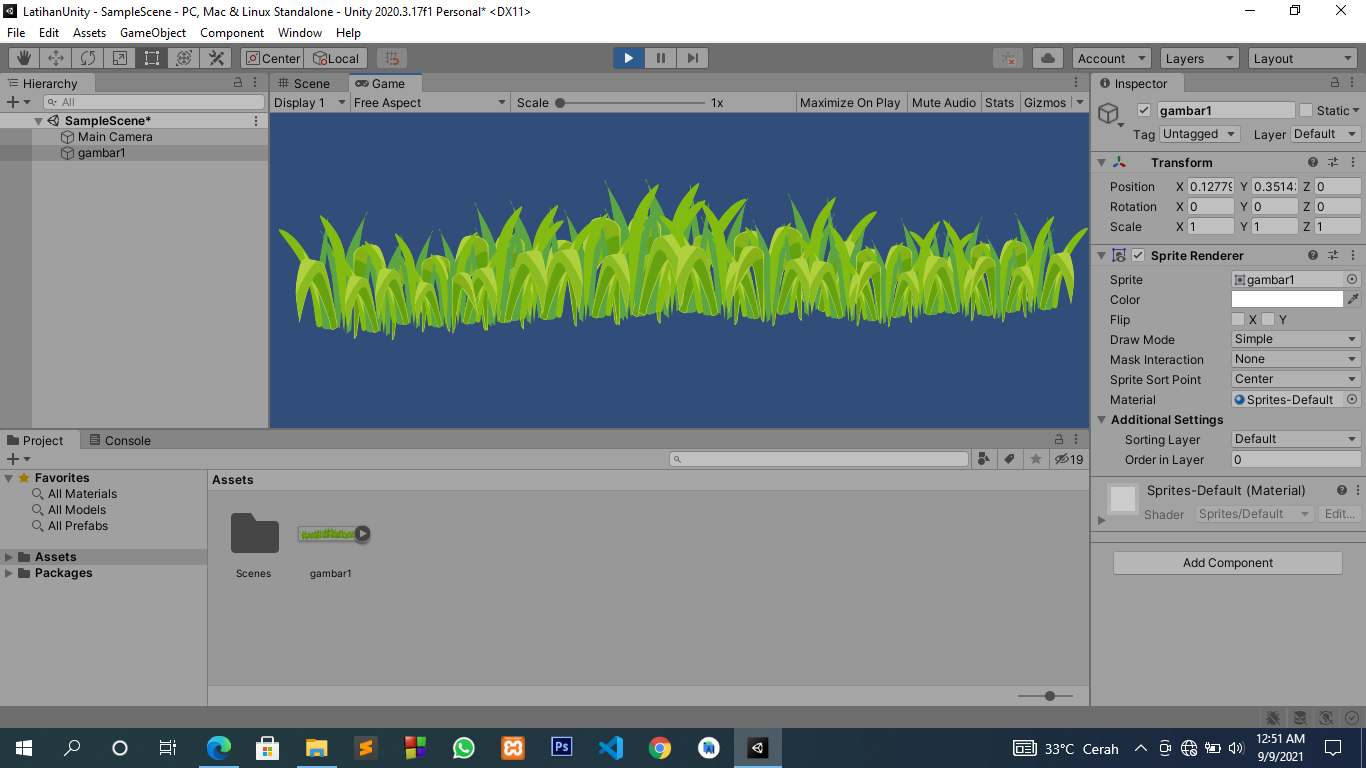 LatihanUnity - SampleScene - PC, Mac & Linux Standalone - Unity 2020.3.17f1 Personal* <DX11>
File Edit Assets GameObject Component Window Help
Center Local Account Layers Layout
Hierarchy
All
SampleScene*
Main Camera
gambar1
Scene Game
Display 1 Free Aspect Scale 1x Maximize On Play Mute Audio Stats Gizmos
Inspector
gambar1 Static
Tag Untagged Layer Default
Transform
Position X 0.12779 Y 0.3514 Z 0
Rotation X 0 Y 0 Z 0
Scale X 1 Y 1 Z 1
Sprite Renderer
Sprite gambar1
Color
Flip X Y
Draw Mode Simple
Mask Interaction None
Sprite Sort Point Center
Material Sprites-Default
Additional Settings
Sorting Layer Default
Order in Layer 0
Sprites-Default (Material)
Shader Sprites/Default Edit...
Add Component
Project Console
19
Favorites
All Materials
All Models
All Prefabs
Assets
Packages
Assets
Scenes gambar1
Ps
33°C Cerah
12:51 AM
9/9/2021